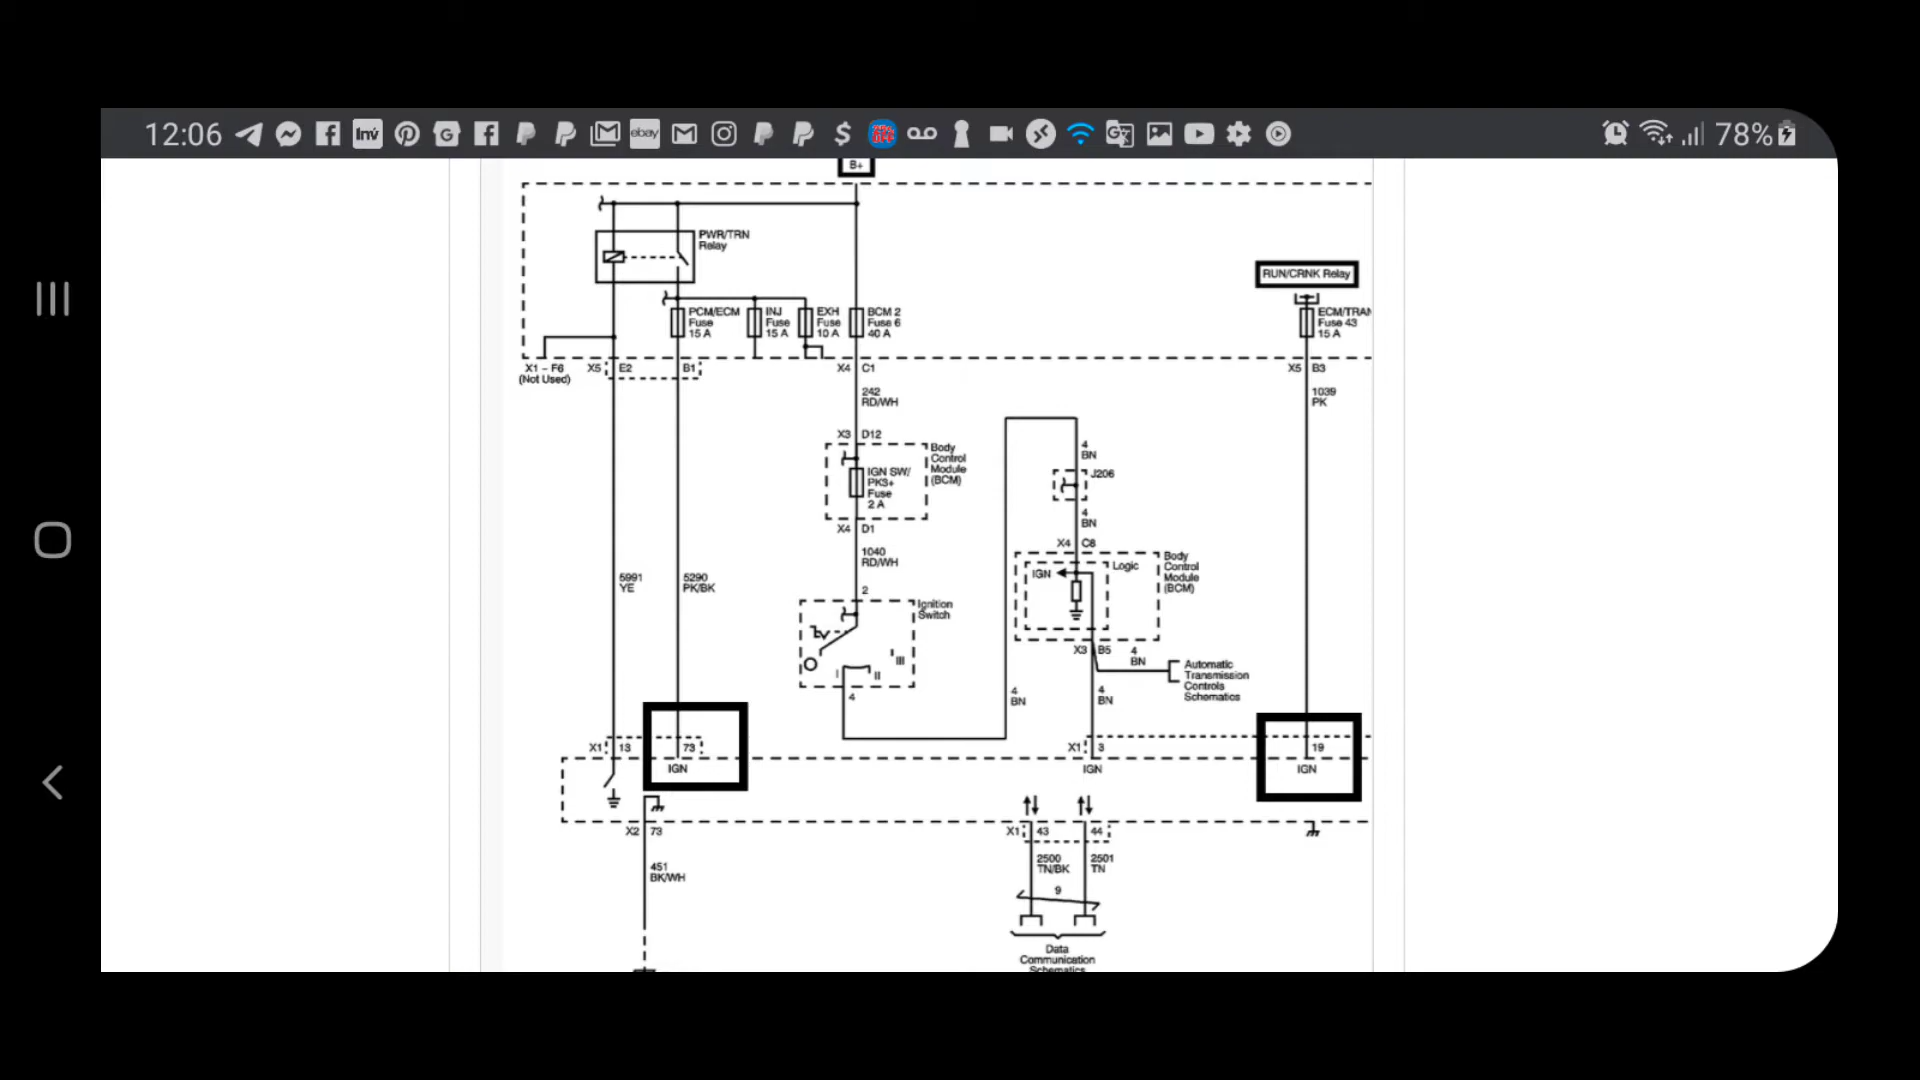 12:06
Inv
G
ebay
78%
B+
PWR/TRN
Relay
RUN/CRNK Relay
PCM/ECM
Fuse
15 A
INJ
Fuse
15 A
EXH
Fuse
10 A
BCM 2
Fuse 6
40 A
ECM/TRAN
Fuse 43
15 A
X1 – F6
(Not Used)
X5 E2
B1
X4 C1
X5 B3
242
RD/WH
1039
PK
X3 D12
Body
Control
Module
(BCM)
IGN SW/
PK3+
Fuse
2 A
4
BN
J206
4
BN
X4 D1
1040
RD/WH
X4 C8
Body
Control
Module
(BCM)
IGN
Logic
5991
YE
5290
PK/BK
2
Ignition
Switch
I
II
III
4
X3 B5
4
BN
Automatic
Transmission
Controls
Schematics
4
BN
4
BN
X1 13
73
IGN
X1 3
IGN
19
IGN
X2 73
X1 43
44
451
BK/WH
2500
TN/BK
2501
TN
9
Data
Communication
Schematics